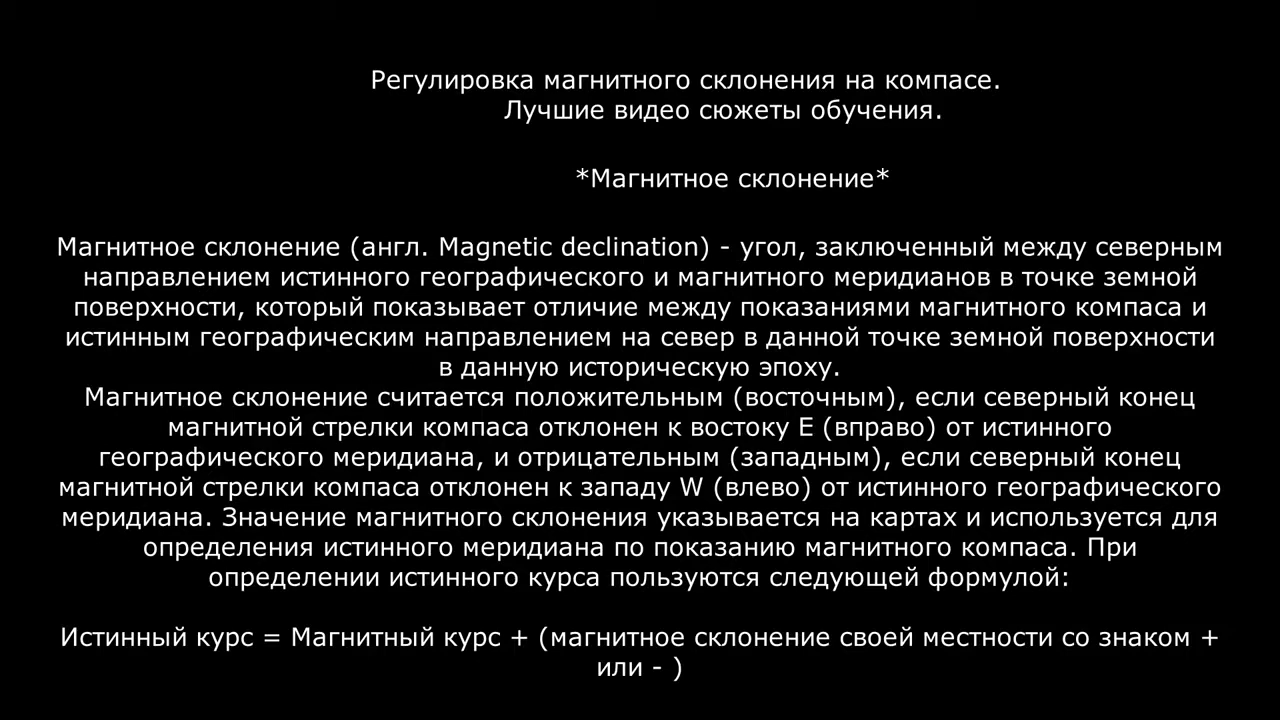 Регулировка магнитного склонения на компасе.
Лучшие видео сюжеты обучения.
*Магнитное склонение*
Магнитное склонение (англ. Magnetic declination) - угол, заключенный между северным
направлением истинного географического и магнитного меридианов в точке земной
поверхности, который показывает отличие между показаниями магнитного компаса и
истинным географическим направлением на север в данной точке земной поверхности
в данную историческую эпоху.
Магнитное склонение считается положительным (восточным), если северный конец
магнитной стрелки компаса отклонен к востоку E (вправо) от истинного
географического меридиана, и отрицательным (западным), если северный конец
магнитной стрелки компаса отклонен к западу W (влево) от истинного географического
меридиана. Значение магнитного склонения указывается на картах и используется для
определения истинного меридиана по показанию магнитного компаса. При
определении истинного курса пользуются следующей формулой:
Истинный курс = Магнитный курс + (магнитное склонение своей местности со знаком +
или - )